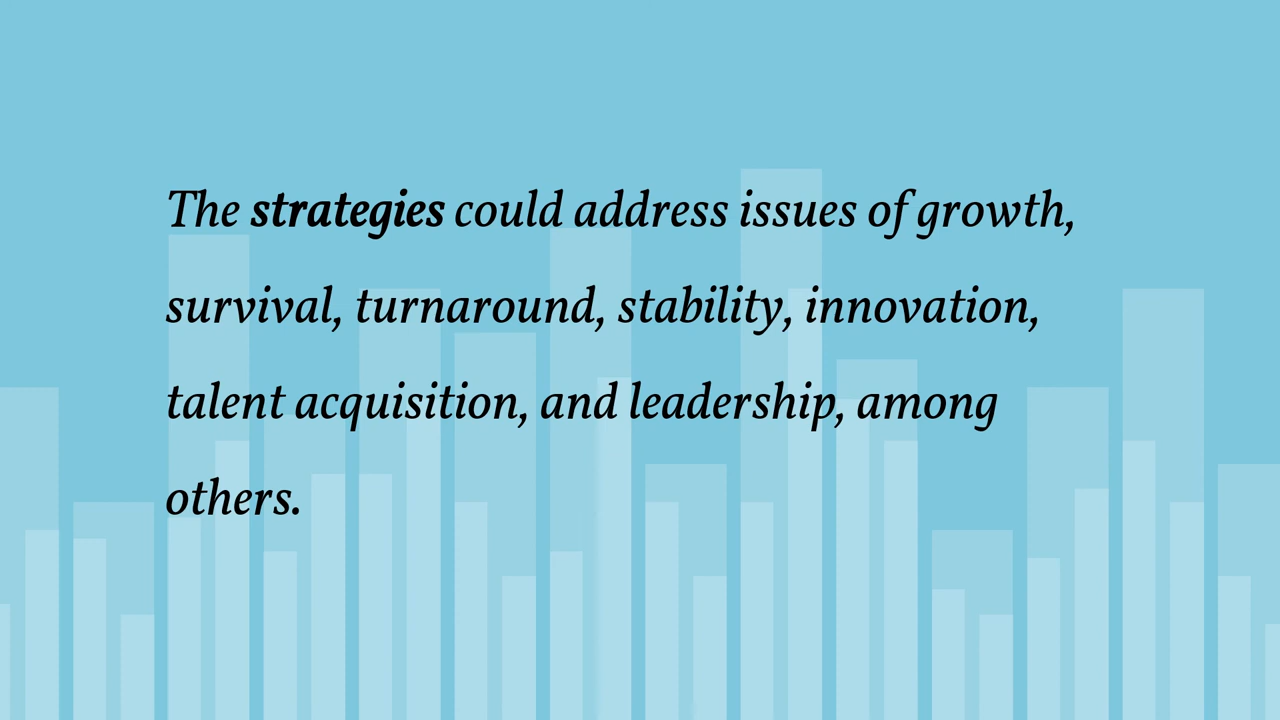 The strategies could address issues of growth,
survival, turnaround, stability, innovation,
talent acquisition, and leadership, among
others.